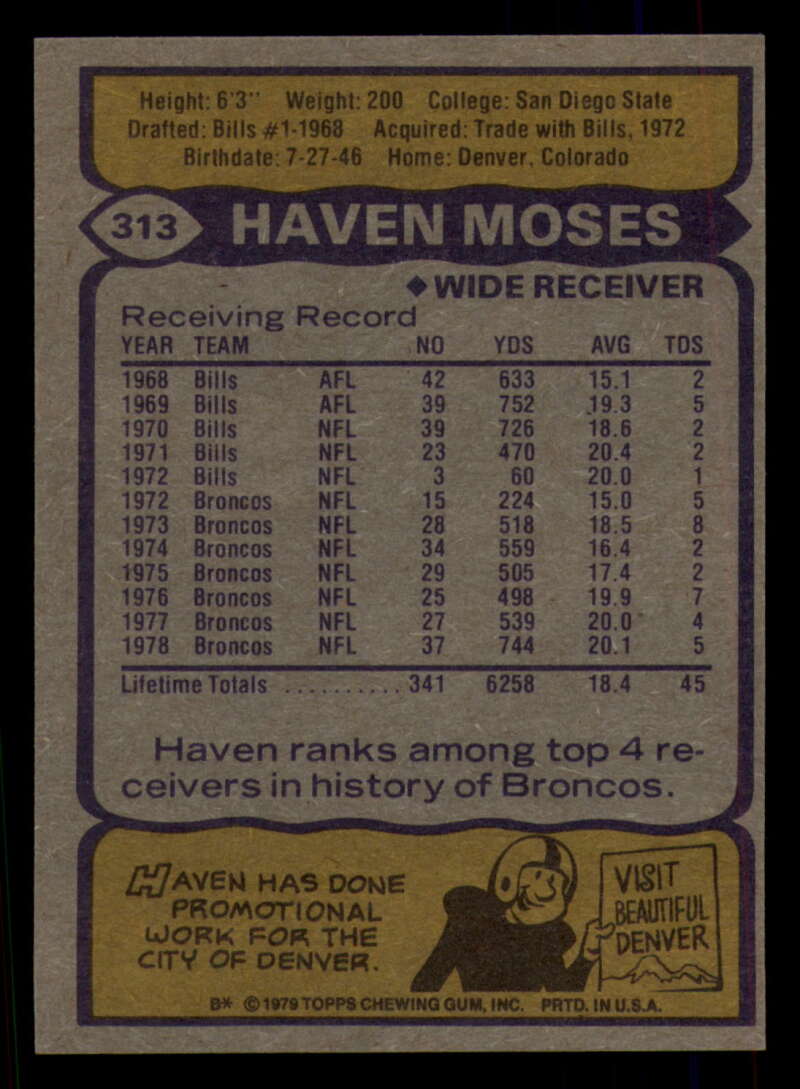 Height: 6'3" Weight: 200 College: San Diego State
Drafted: Bills #1-1968 Acquired: Trade with Bills, 1972
Birthdate: 7-27-46 Home: Denver, Colorado
313 HAVEN MOSES
◆ WIDE RECEIVER
Receiving Record
YEAR TEAM NO YDS AVG TDS
1968 Bills AFL 42 633 15.1 2
1969 Bills AFL 39 752 19.3 5
1970 Bills NFL 39 726 18.6 2
1971 Bills NFL 23 470 20.4 2
1972 Bills NFL 3 60 20.0 1
1972 Broncos NFL 15 224 15.0 5
1973 Broncos NFL 28 518 18.5 8
1974 Broncos NFL 34 559 16.4 2
1975 Broncos NFL 29 505 17.4 2
1976 Broncos NFL 25 498 19.9 7
1977 Broncos NFL 27 539 20.0 4
1978 Broncos NFL 37 744 20.1 5
Lifetime Totals .......... 341 6258 18.4 45
Haven ranks among top 4 re-
ceivers in history of Broncos.
HAVEN HAS DONE
PROMOTIONAL
WORK FOR THE
CITY OF DENVER.
VISIT
BEAUTIFUL
DENVER
B* © 1979 TOPPS CHEWING GUM, INC. PRTD. IN U.S.A.